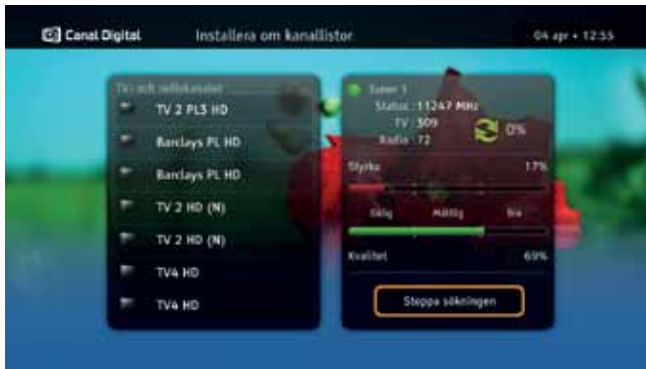 Canal Digital
Installera om kanallistor
04 apr • 12:55
TV- och radiokanaler
TV 2 PL3 HD
Barclays PL HD
Barclays PL HD
TV 2 HD (N)
TV 2 HD (N)
TV4 HD
TV4 HD
Tuner 1
Status : 11247 MHz
TV : 309
Radio : 72
0%
Styrka 17%
Dålig Måttlig Bra
Kvalitet 69%
Stoppa sökningen